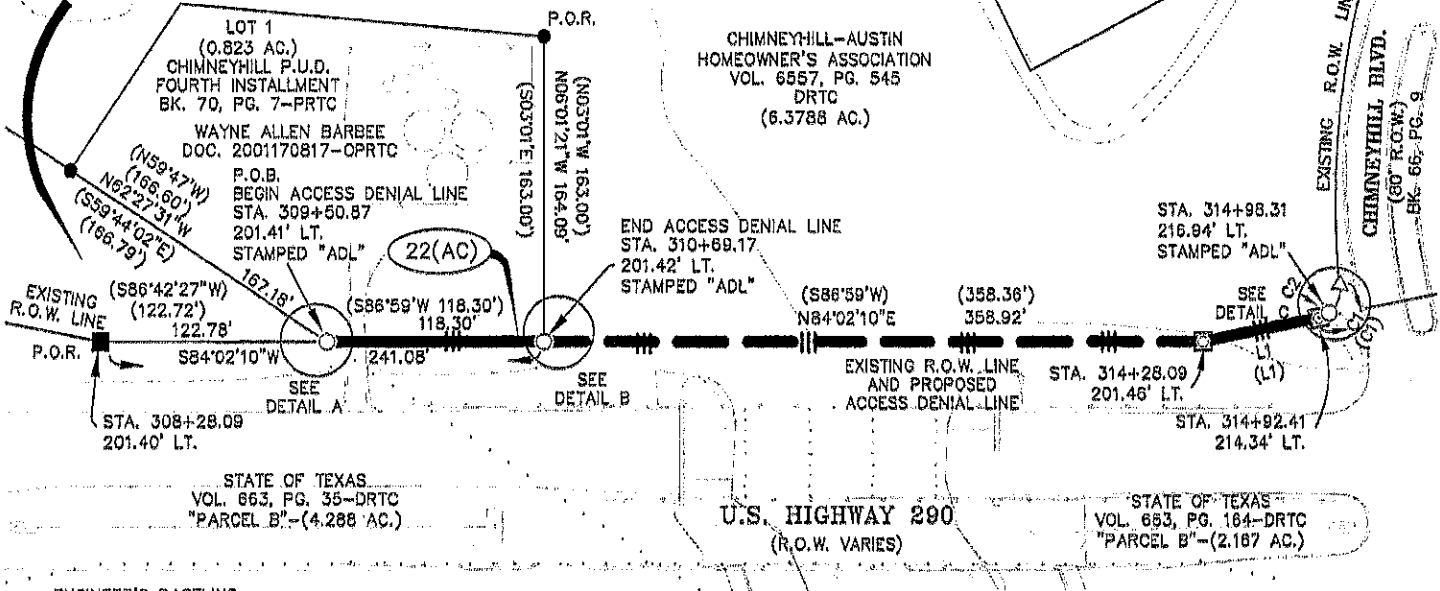 LOT 1
(0.823 AC.)
CHIMNEYHILL P.U.D.
FOURTH INSTALLMENT
BK. 70, PG. 7-PRTC
WAYNE ALLEN BARBEE
DOC. 2001170817-OPRTC
P.O.B.
BEGIN ACCESS DENIAL LINE
STA. 309+50.87
201.41' LT.
STAMPED "ADL"
(N59°47'W)
(166.60')
N62°27'31"W
(S59°44'02"E)
(166.79')
167.18'
P.O.R.
(S03°01'E 163.00')
(N03°01'W 163.00')
N06°01'21"W 164.09'
CHIMNEYHILL-AUSTIN
HOMEOWNER'S ASSOCIATION
VOL. 6557, PG. 545
DRTC
(6.3788 AC.)
EXISTING R.O.W. LIN
CHIMNEYHILL BLVD.
(80' R.O.W.)
BK. 66, PG. 9
END ACCESS DENIAL LINE
STA. 310+69.17
201.42' LT.
STAMPED "ADL"
22(AC)
STA. 314+98.31
216.94' LT.
STAMPED "ADL"
EXISTING
R.O.W. LINE
P.O.R.
(S86°42'27"W)
(122.72')
122.78'
S84°02'10"W
(S86°59'W 118.30')
118.30'
241.08'
(S86°59'W)
N84°02'10"E
(358.36')
358.92'
SEE
DETAIL C
C2
C1
(C1)
L1
(L1)
SEE
DETAIL A
SEE
DETAIL B
EXISTING R.O.W. LINE
AND PROPOSED
ACCESS DENIAL LINE
STA. 314+28.09
201.46' LT.
STA. 314+92.41
214.34' LT.
STA. 308+28.09
201.40' LT.
STATE OF TEXAS
VOL. 663, PG. 35-DRTC
"PARCEL B"-(4.288 AC.)
U.S. HIGHWAY 290
(R.O.W. VARIES)
STATE OF TEXAS
VOL. 653, PG. 164-DRTC
"PARCEL B"-(2.167 AC.)